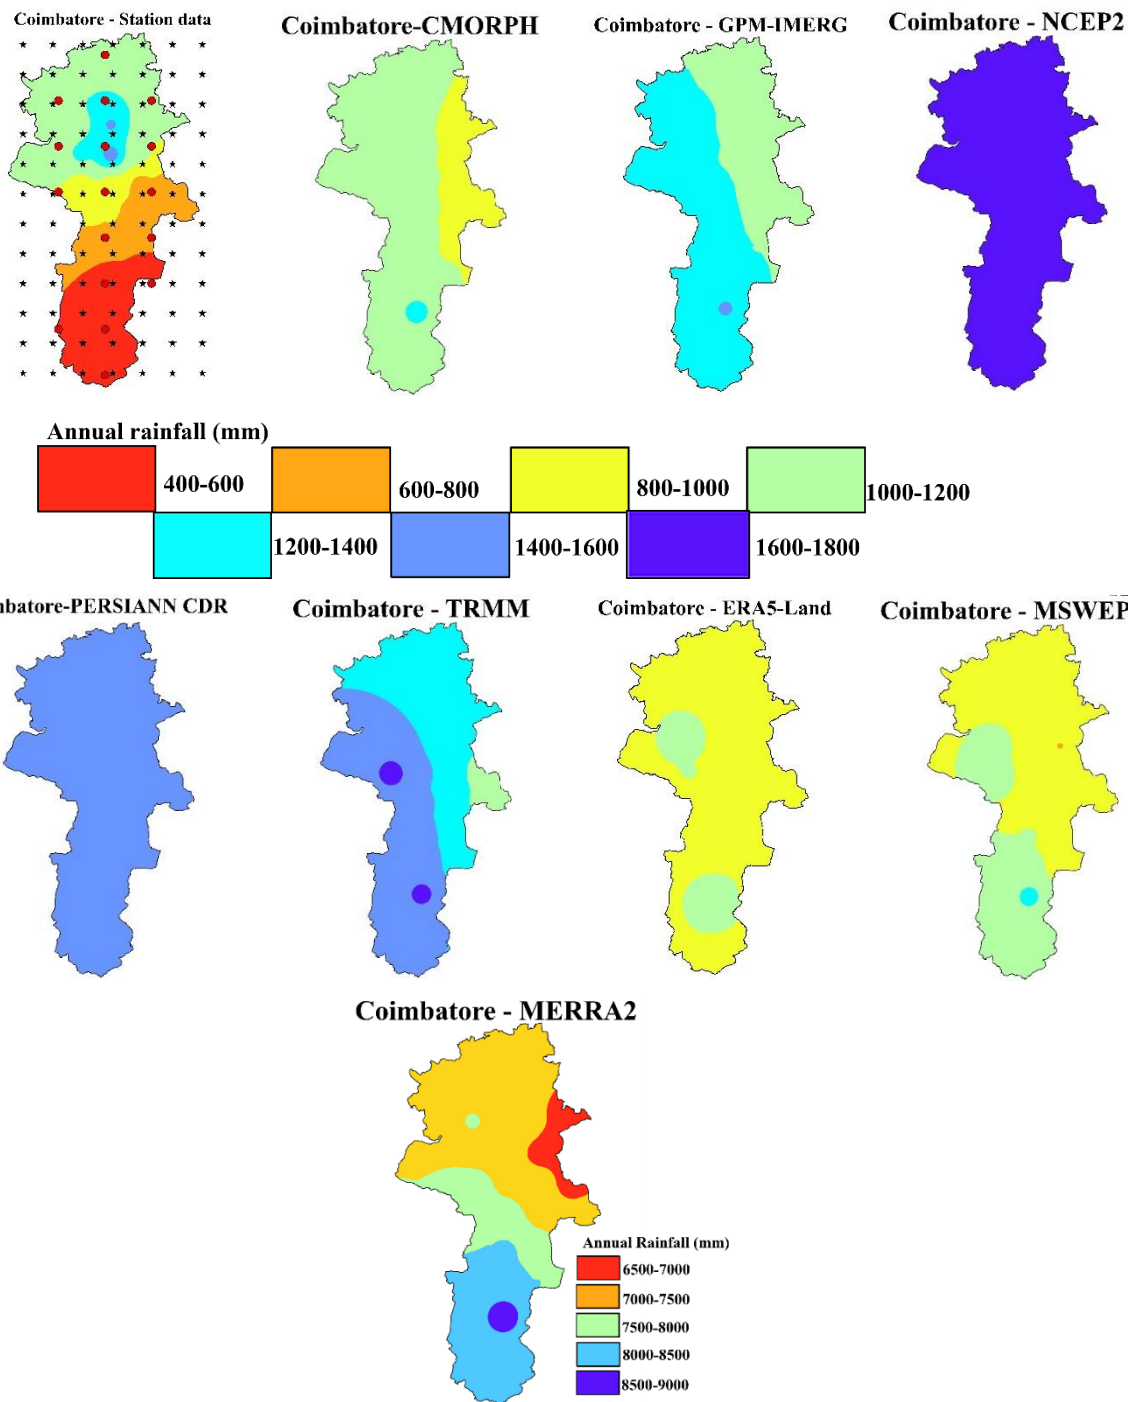 Coimbatore - Station data
Coimbatore-CMORPH
Coimbatore - GPM-IMERG
Coimbatore - NCEP2
Annual rainfall (mm)
400-600
600-800
800-1000
1000-1200
1200-1400
1400-1600
1600-1800
mbatore-PERSIANN CDR
Coimbatore - TRMM
Coimbatore - ERA5-Land
Coimbatore - MSWEP
Coimbatore - MERRA2
Annual Rainfall (mm)
6500-7000
7000-7500
7500-8000
8000-8500
8500-9000